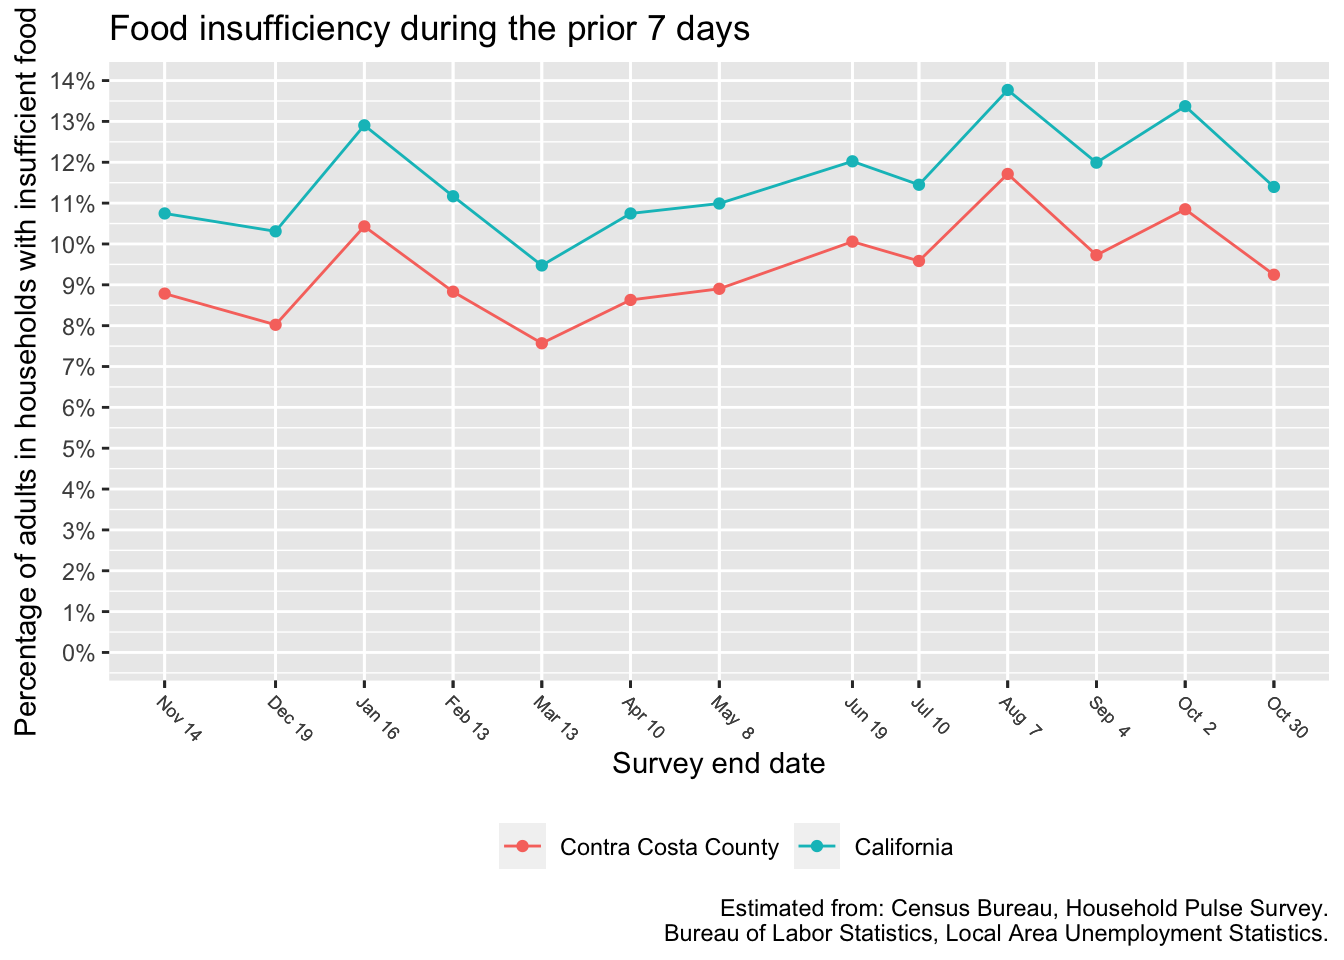 Food insufficiency during the prior 7 days
Percentage of adults in households with insufficient food
14%
13%
12%
11%
10%
9%
8%
7%
6%
5%
4%
3%
2%
1%
0%
Nov 14
Dec 19
Jan 16
Feb 13
Mar 13
Apr 10
May 8
Jun 19
Jul 10
Aug 7
Sep 4
Oct 2
Oct 30
Survey end date
Contra Costa County
California
Estimated from: Census Bureau, Household Pulse Survey.
Bureau of Labor Statistics, Local Area Unemployment Statistics.